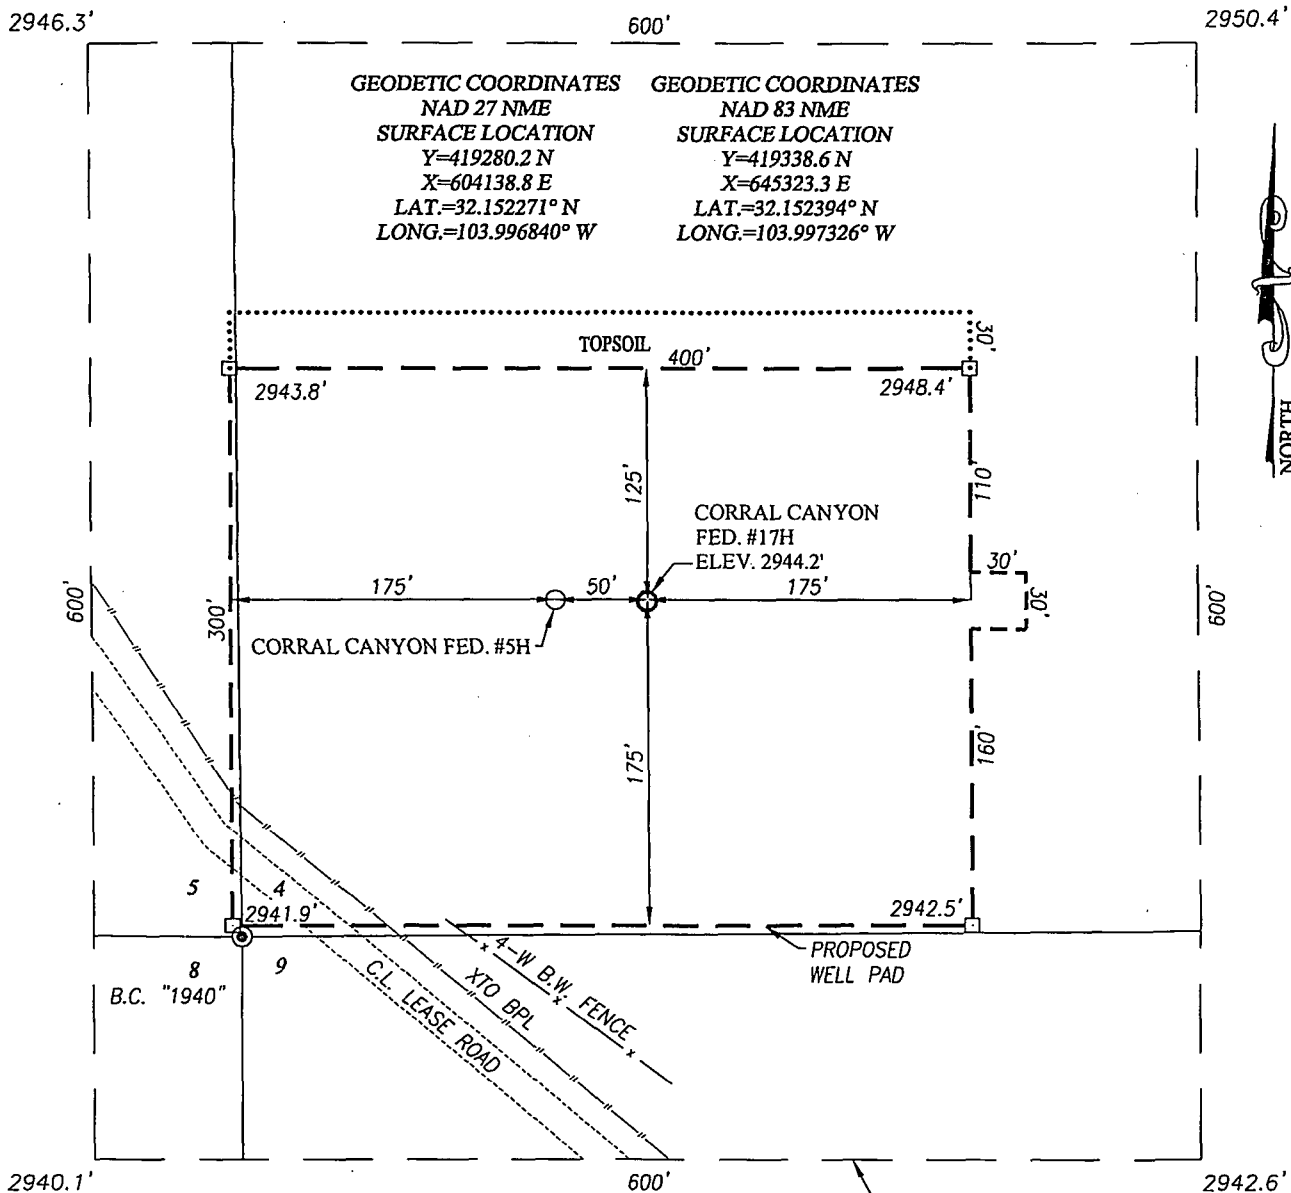 2946.3'
600'
2950.4'
GEODETIC COORDINATES
NAD 27 NME
SURFACE LOCATION
Y=419280.2 N
X=604138.8 E
LAT.=32.152271° N
LONG.=103.996840° W
GEODETIC COORDINATES
NAD 83 NME
SURFACE LOCATION
Y=419338.6 N
X=645323.3 E
LAT.=32.152394° N
LONG.=103.997326° W
NORTH
TOPSOIL
400'
30'
2943.8'
2948.4'
125'
110'
CORRAL CANYON
FED. #17H
ELEV. 2944.2'
600'
300'
175'
50'
175'
30'
30'
600'
CORRAL CANYON FED. #5H
175'
160'
5
4
2941.9'
2942.5'
8
9
B.C. "1940"
PROPOSED
WELL PAD
4-W B.W. FENCE
XTO BPL
C.L. LEASE ROAD
2940.1'
600'
2942.6'